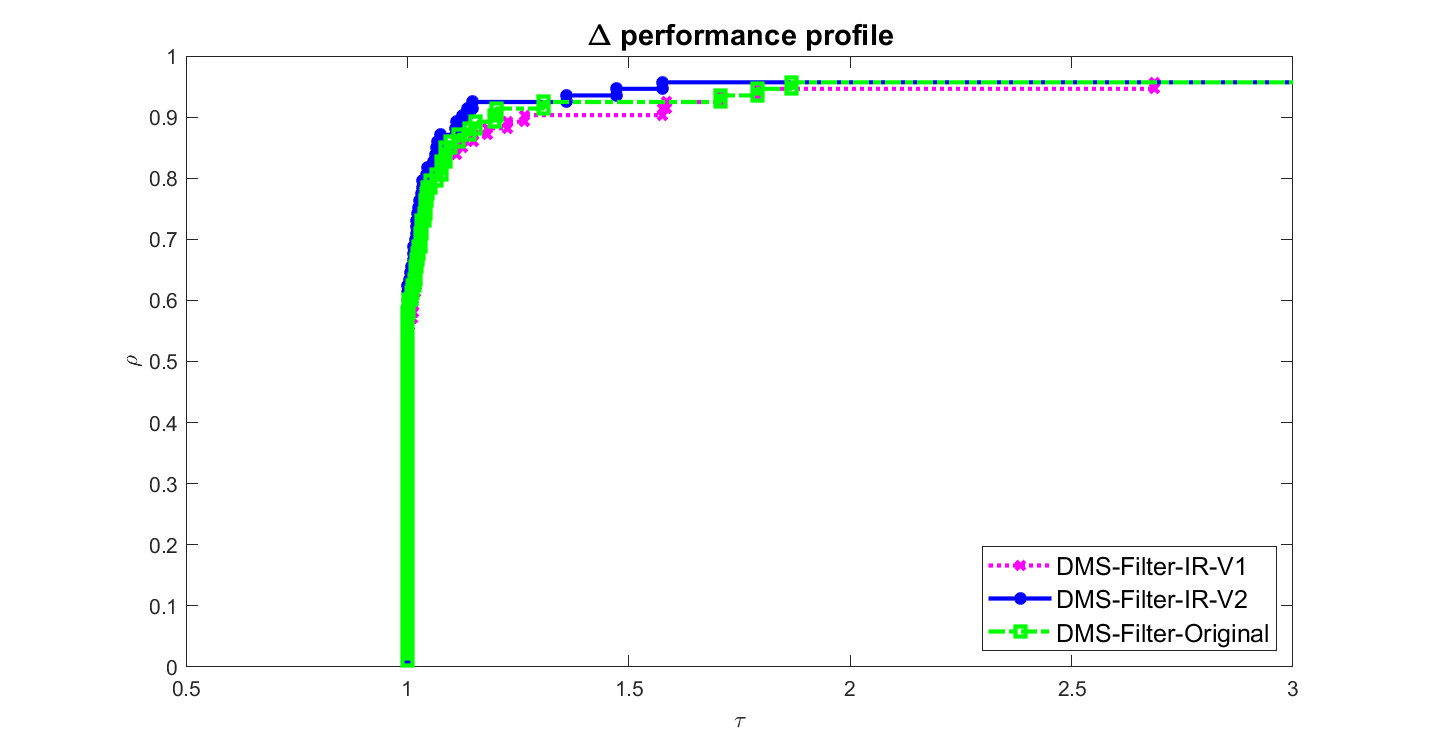 Δ performance profile
1
0.9
0.8
0.7
0.6
0.5
0.4
0.3
0.2
0.1
0
ρ
0.5
1
1.5
2
2.5
3
τ
DMS-Filter-IR-V1
DMS-Filter-IR-V2
DMS-Filter-Original